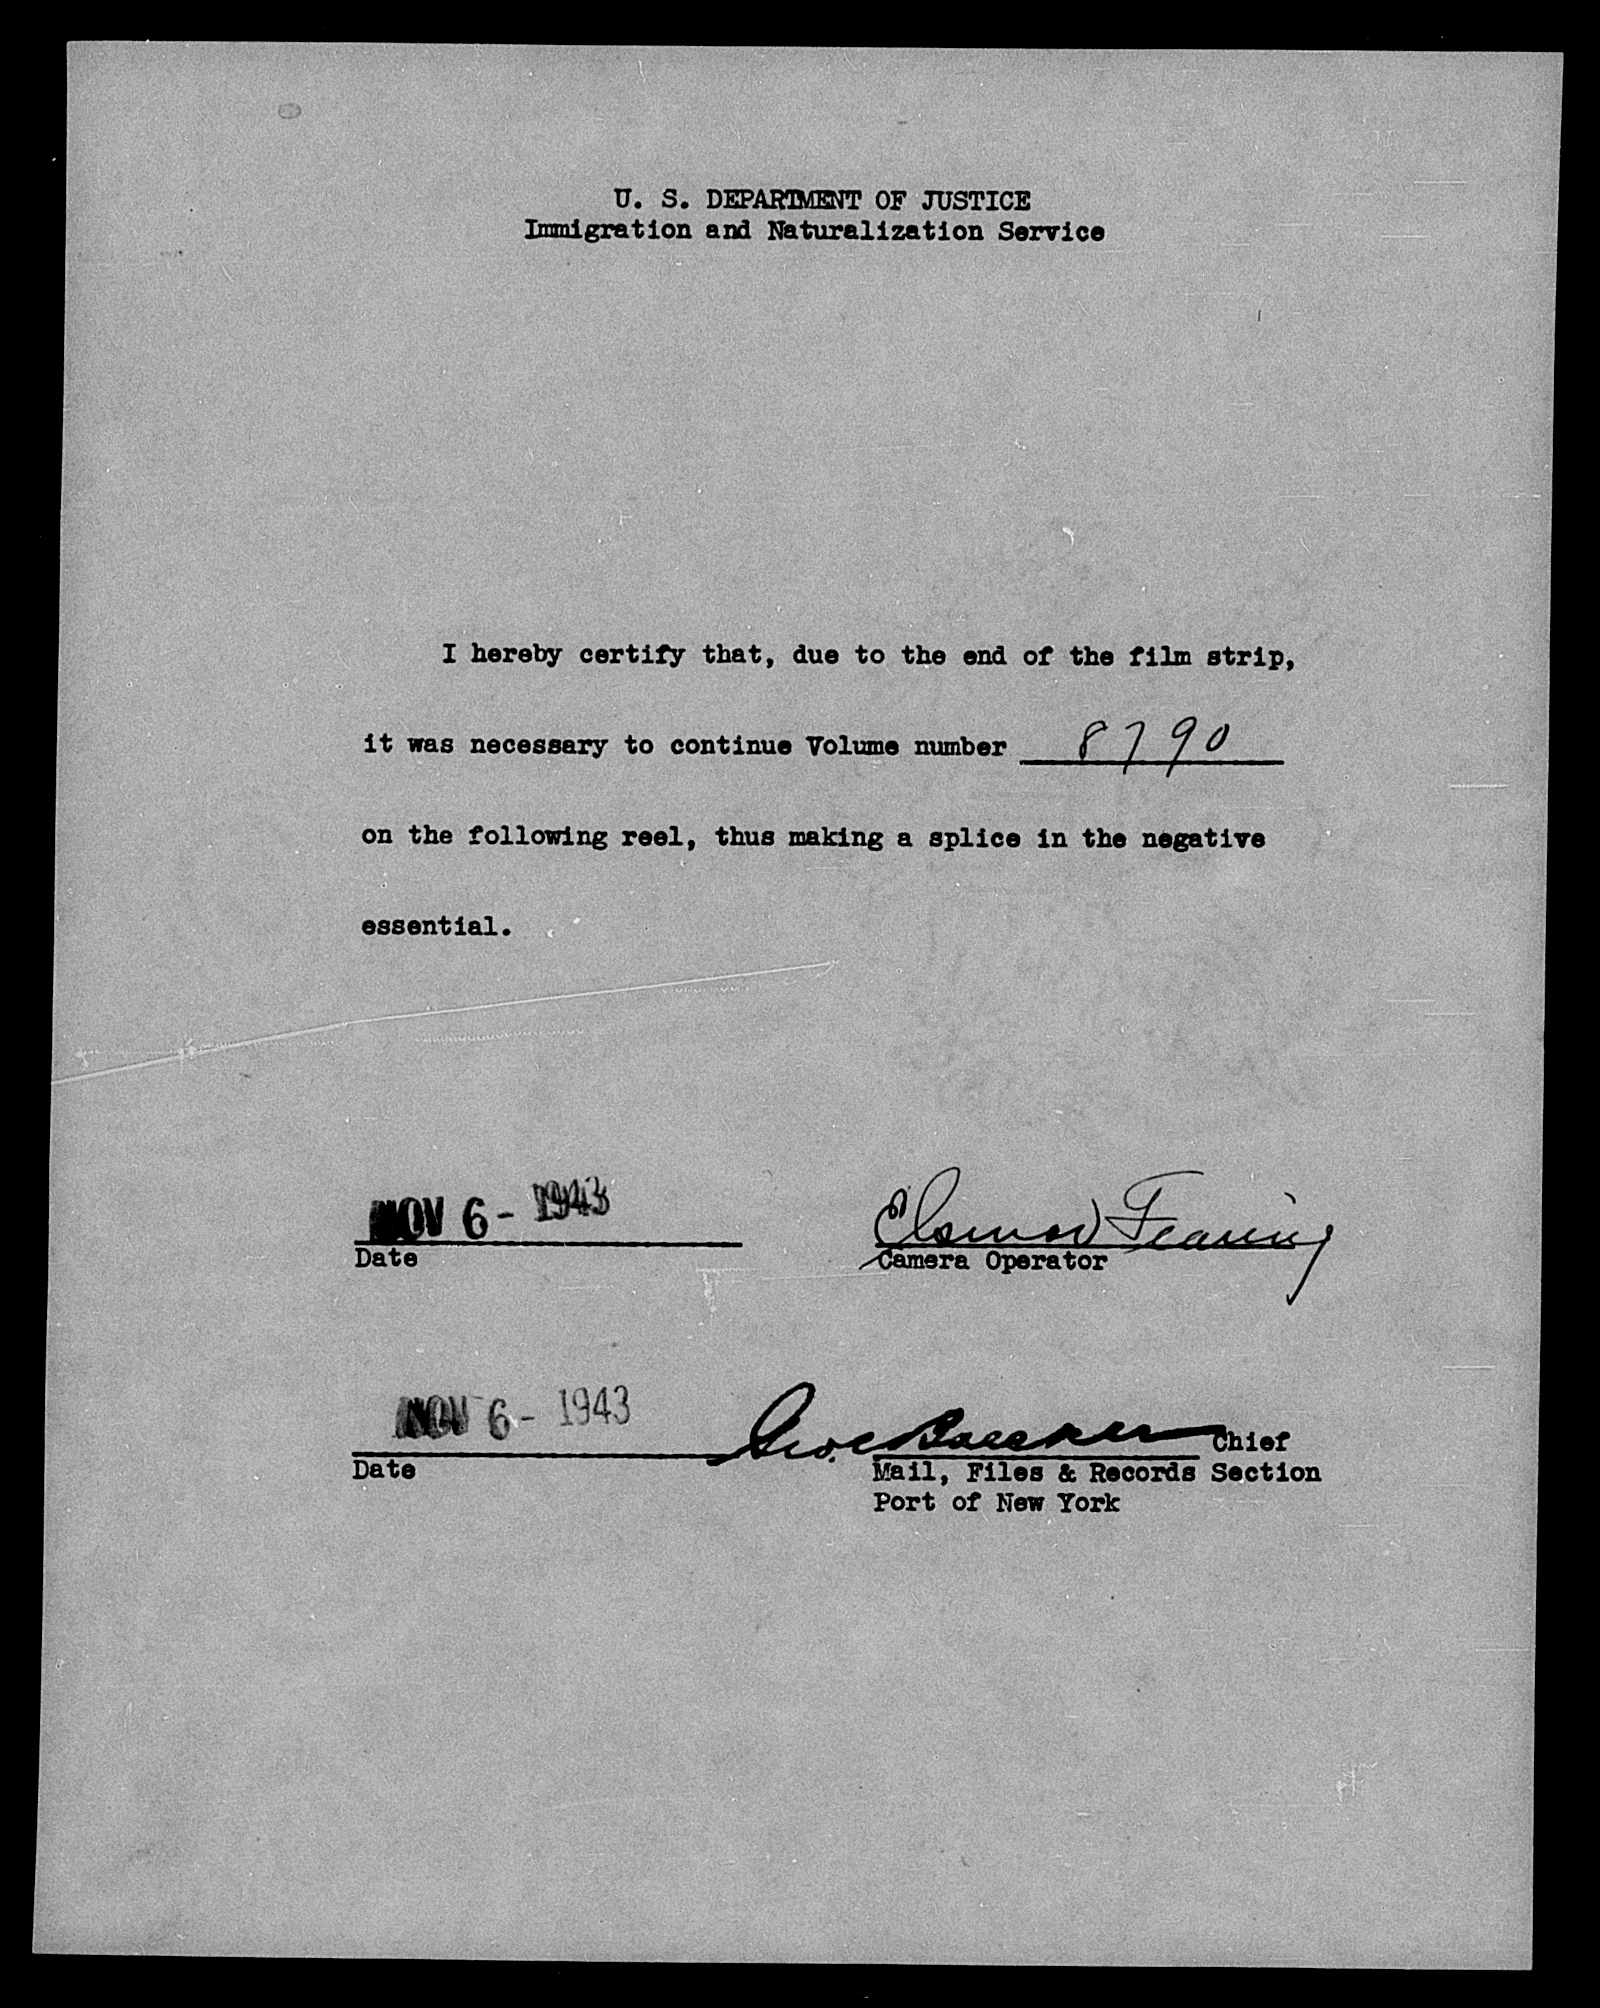 U. S. DEPARTMENT OF JUSTICE
Immigration and Naturalization Service
I hereby certify that, due to the end of the film strip,
it was necessary to continue Volume number 8790
on the following reel, thus making a splice in the negative
essential.
NOV 6 - 1943
Date
Camera Operator
NOV 6 - 1943
Date
Geo. Chief
Mail, Files & Records Section
Port of New York